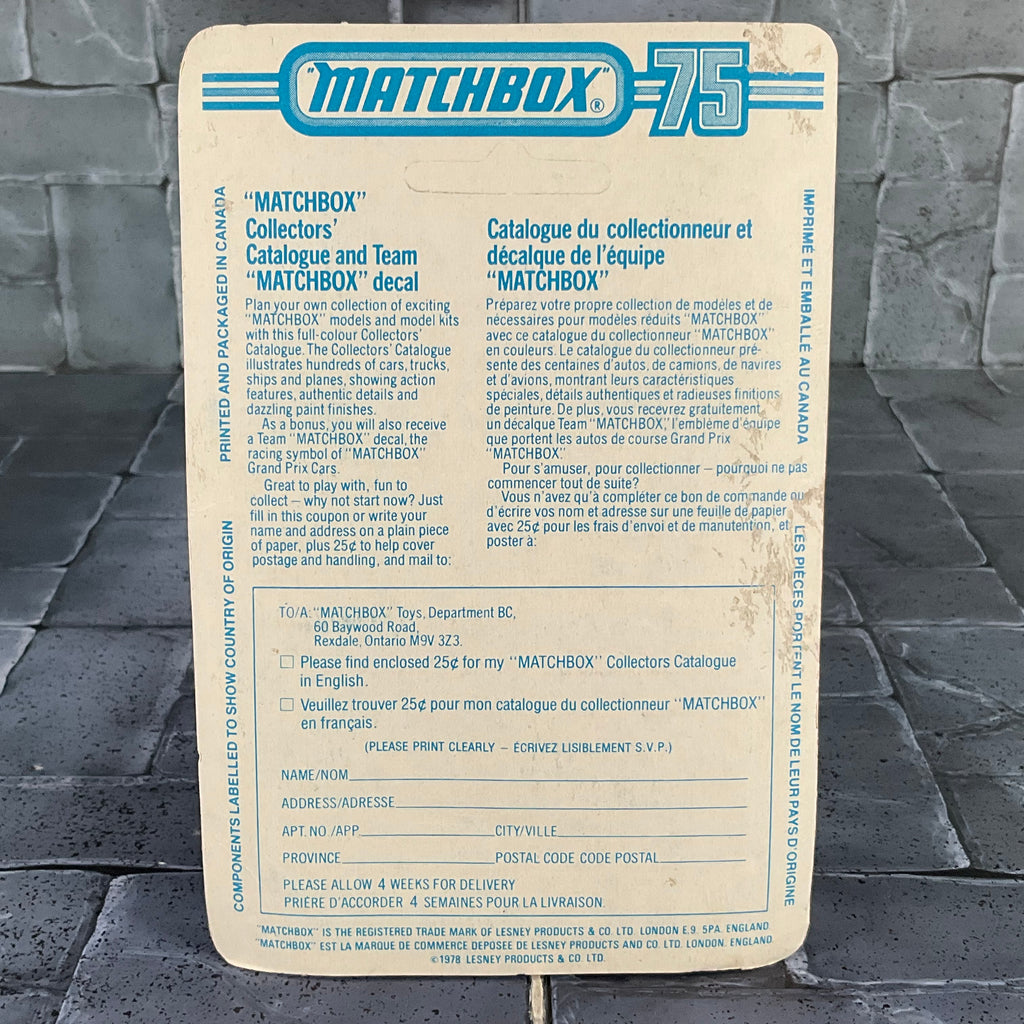 "MATCHBOX"® 75
PRINTED AND PACKAGED IN CANADA
COMPONENTS LABELLED TO SHOW COUNTRY OF ORIGIN
"MATCHBOX"
Collectors'
Catalogue and Team
"MATCHBOX" decal
Plan your own collection of exciting
"MATCHBOX" models and model kits
with this full-colour Collectors'
Catalogue. The Collectors' Catalogue
illustrates hundreds of cars, trucks,
ships and planes, showing action
features, authentic details and
dazzling paint finishes.
As a bonus, you will also receive
a Team "MATCHBOX" decal, the
racing symbol of "MATCHBOX"
Grand Prix Cars.
Great to play with, fun to
collect – why not start now? Just
fill in this coupon or write your
name and address on a plain piece
of paper, plus 25¢ to help cover
postage and handling, and mail to:
Catalogue du collectionneur et
décalque de l'équipe
"MATCHBOX"
Préparez votre propre collection de modèles et de
nécessaires pour modèles réduits "MATCHBOX"
avec ce catalogue du collectionneur "MATCHBOX"
en couleurs. Le catalogue du collectionneur pré-
sente des centaines d'autos, de camions, de navires
et d'avions, montrant leurs caractéristiques
spéciales, détails authentiques et radieuses finitions
de peinture. De plus, vous recevrez gratuitement
un décalque Team "MATCHBOX", l'emblème d'équipe
que portent les autos de course Grand Prix
"MATCHBOX".
Pour s'amuser, pour collectionner – pourquoi ne pas
commencer tout de suite?
Vous n'avez qu'à compléter ce bon de commande ou
d'écrire vos nom et adresse sur une feuille de papier
avec 25¢ pour les frais d'envoi et de manutention, et
poster à:
IMPRIMÉ ET EMBALLÉ AU CANADA
LES PIÈCES PORTENT LE NOM DE LEUR PAYS D'ORIGINE
TO/A: "MATCHBOX" Toys, Department BC,
60 Baywood Road,
Rexdale, Ontario M9V 3Z3.
☐ Please find enclosed 25¢ for my "MATCHBOX" Collectors Catalogue
in English.
☐ Veuillez trouver 25¢ pour mon catalogue du collectionneur "MATCHBOX"
en français.
(PLEASE PRINT CLEARLY – ÉCRIVEZ LISIBLEMENT S.V.P.)
NAME/NOM
ADDRESS/ADRESSE
APT. NO./APP. CITY/VILLE
PROVINCE POSTAL CODE CODE POSTAL
PLEASE ALLOW 4 WEEKS FOR DELIVERY
PRIÈRE D'ACCORDER 4 SEMAINES POUR LA LIVRAISON.
"MATCHBOX" IS THE REGISTERED TRADE MARK OF LESNEY PRODUCTS & CO. LTD. LONDON E.9. 5PA. ENGLAND
"MATCHBOX" EST LA MARQUE DE COMMERCE DEPOSEE DE LESNEY PRODUCTS AND CO. LTD. LONDON. ENGLAND
©1978 LESNEY PRODUCTS & CO. LTD.